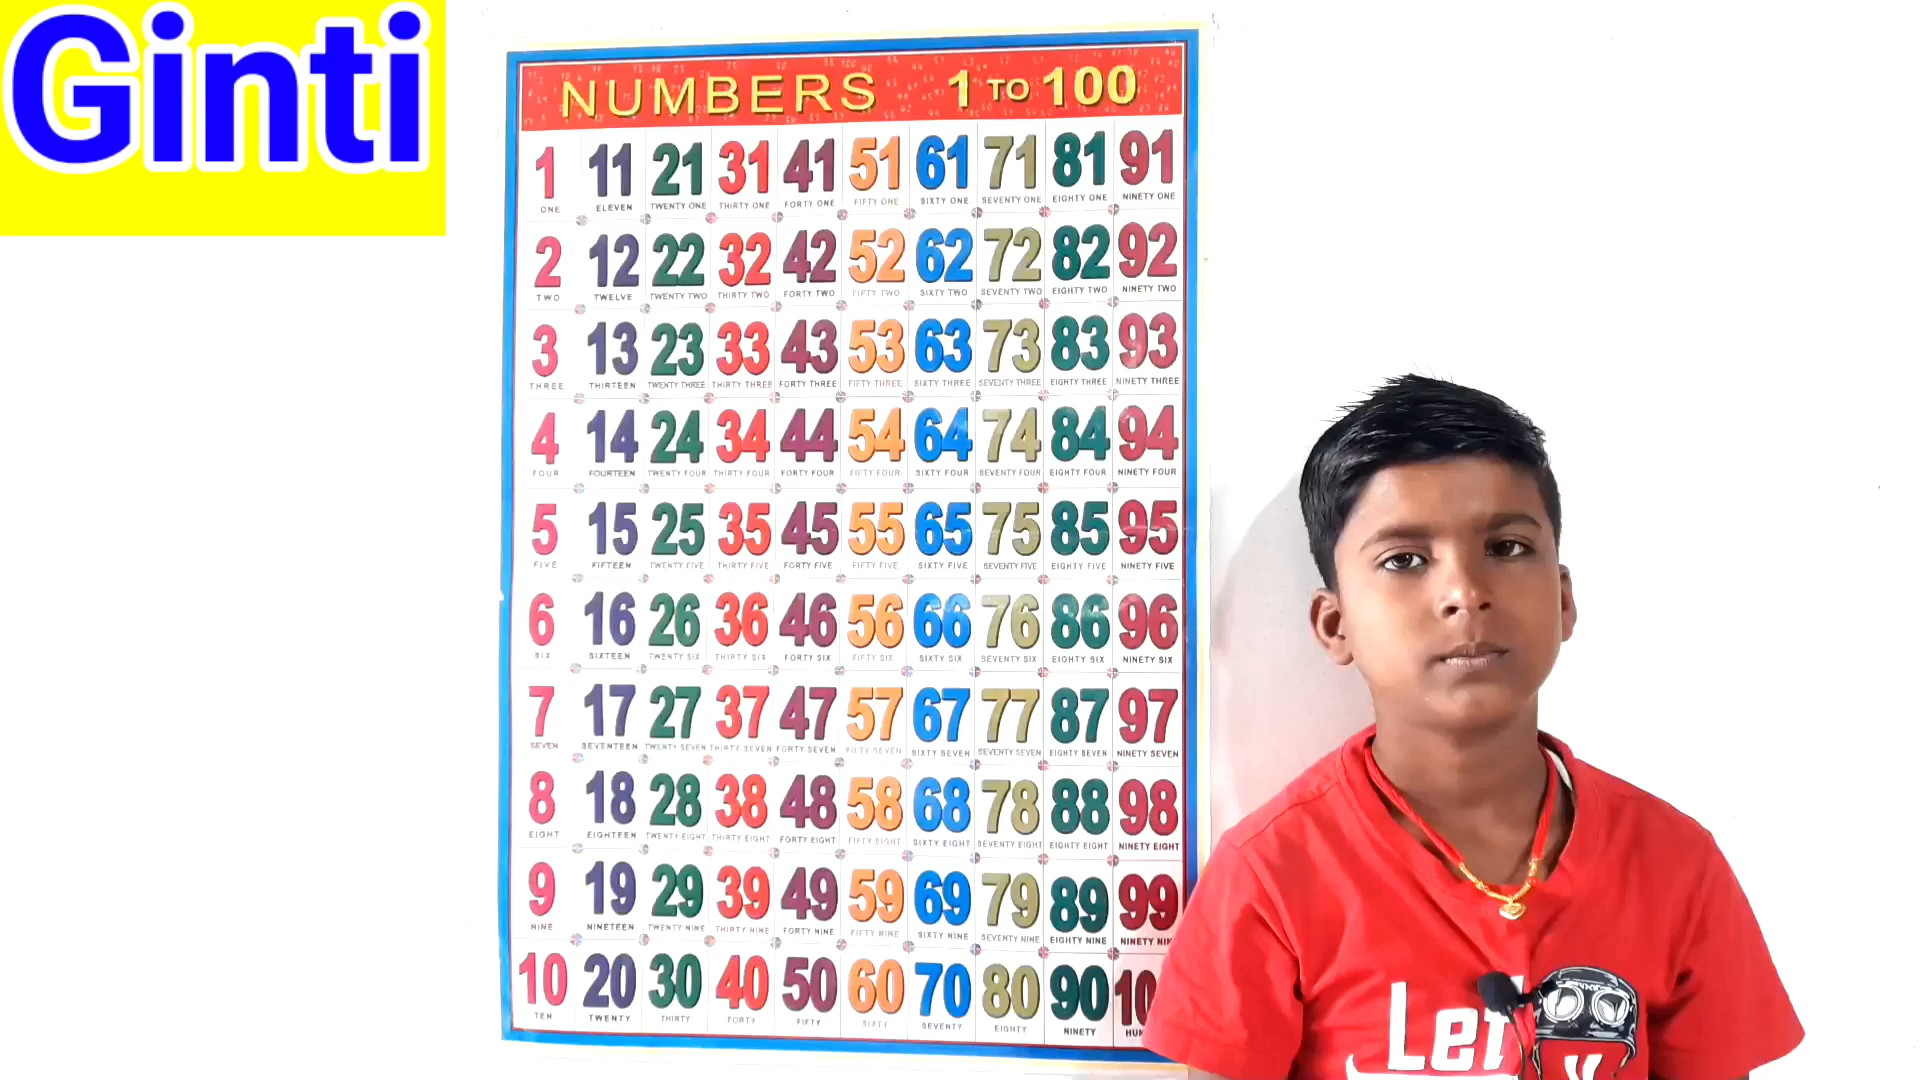 Ginti
NUMBERS 1 TO 100
1 11 21 31 41 51 61 71 81 91
ONE ELEVEN TWENTY ONE THIRTY ONE FORTY ONE FIFTY ONE SIXTY ONE SEVENTY ONE EIGHTY ONE NINETY ONE
2 12 22 32 42 52 62 72 82 92
TWO TWELVE TWENTY TWO THIRTY TWO FORTY TWO FIFTY TWO SIXTY TWO SEVENTY TWO EIGHTY TWO NINETY TWO
3 13 23 33 43 53 63 73 83 93
THREE THIRTEEN TWENTY THREE THIRTY THREE FORTY THREE FIFTY THREE SIXTY THREE SEVENTY THREE EIGHTY THREE NINETY THREE
4 14 24 34 44 54 64 74 84 94
FOUR FOURTEEN TWENTY FOUR THIRTY FOUR FORTY FOUR FIFTY FOUR SIXTY FOUR SEVENTY FOUR EIGHTY FOUR NINETY FOUR
5 15 25 35 45 55 65 75 85 95
FIVE FIFTEEN TWENTY FIVE THIRTY FIVE FORTY FIVE FIFTY FIVE SIXTY FIVE SEVENTY FIVE EIGHTY FIVE NINETY FIVE
6 16 26 36 46 56 66 76 86 96
SIX SIXTEEN TWENTY SIX THIRTY SIX FORTY SIX FIFTY SIX SIXTY SIX SEVENTY SIX EIGHTY SIX NINETY SIX
7 17 27 37 47 57 67 77 87 97
SEVEN SEVENTEEN TWENTY SEVEN THIRTY SEVEN FORTY SEVEN FIFTY SEVEN SIXTY SEVEN SEVENTY SEVEN EIGHTY SEVEN NINETY SEVEN
8 18 28 38 48 58 68 78 88 98
EIGHT EIGHTEEN TWENTY EIGHT THIRTY EIGHT FORTY EIGHT FIFTY EIGHT SIXTY EIGHT SEVENTY EIGHT EIGHTY EIGHT NINETY EIGHT
9 19 29 39 49 59 69 79 89 99
NINE NINETEEN TWENTY NINE THIRTY NINE FORTY NINE FIFTY NINE SIXTY NINE SEVENTY NINE EIGHTY NINE NINETY NIN
10 20 30 40 50 60 70 80 90 10
TEN TWENTY THIRTY FORTY FIFTY SIXTY SEVENTY EIGHTY NINETY HUN
Let